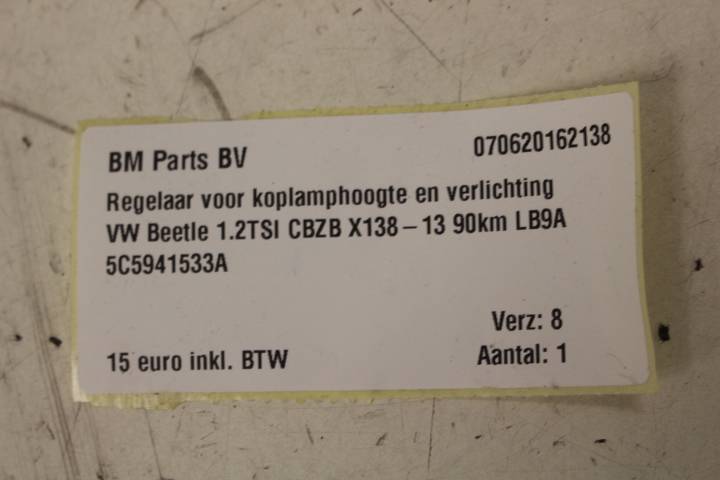 BM Parts BV 070620162138
Regelaar voor koplamphoogte en verlichting
VW Beetle 1.2TSI CBZB X138 – 13 90km LB9A
5C5941533A
Verz: 8
15 euro inkl. BTW Aantal: 1